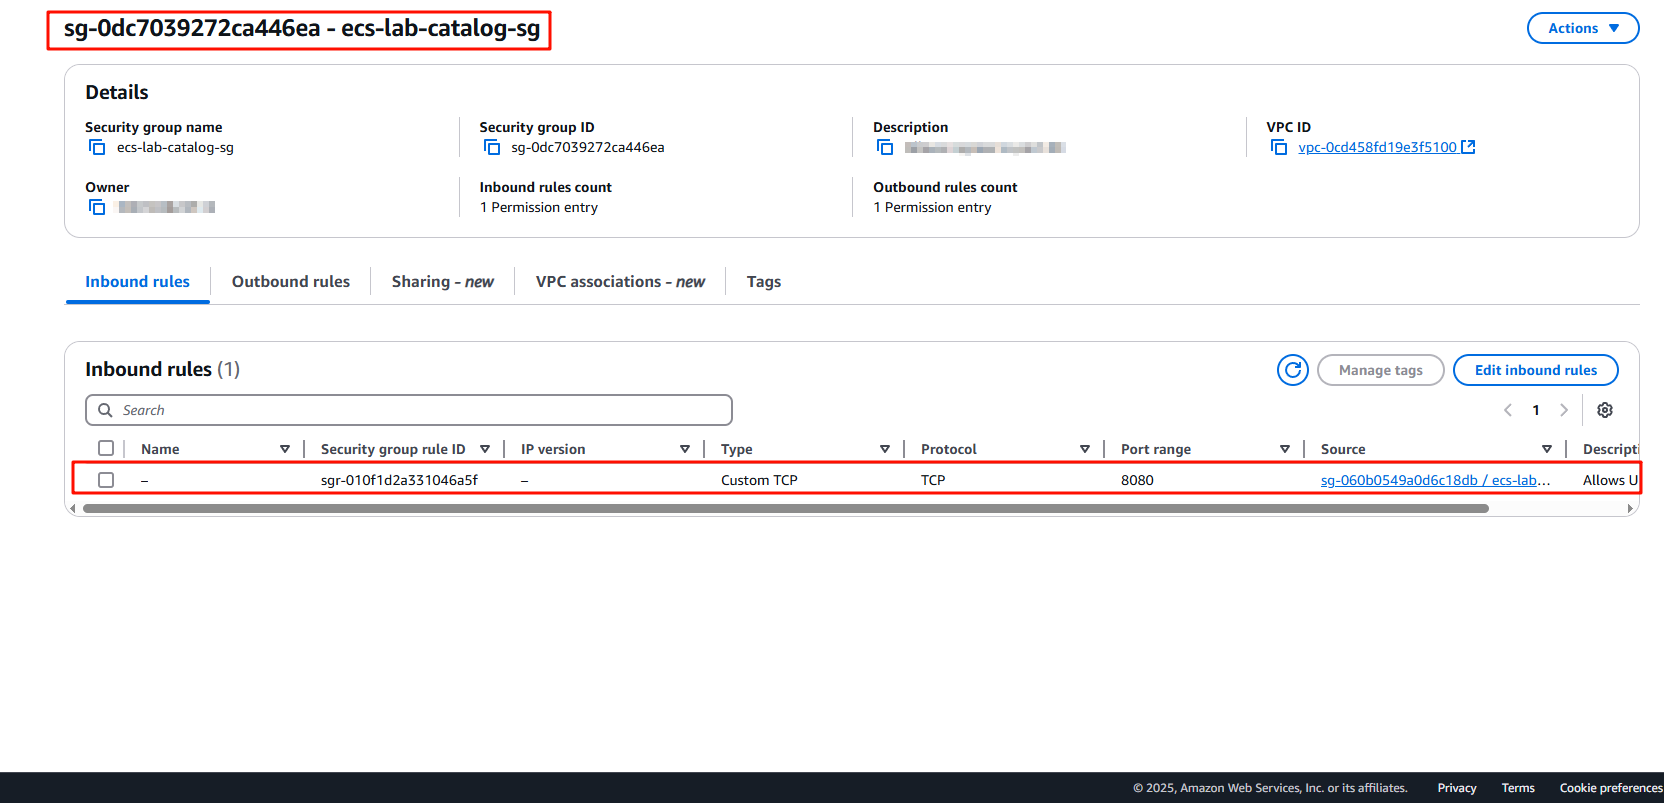 sg-0dc7039272ca446ea - ecs-lab-catalog-sg
Actions
Details
Security group name
ecs-lab-catalog-sg
Security group ID
sg-0dc7039272ca446ea
Description
VPC ID
vpc-0cd458fd19e3f5100
Owner
Inbound rules count
1 Permission entry
Outbound rules count
1 Permission entry
Inbound rules Outbound rules Sharing - new VPC associations - new Tags
Inbound rules (1)
Manage tags
Edit inbound rules
Search
1
Name Security group rule ID IP version Type Protocol Port range Source Descripti
– sgr-010f1d2a331046a5f – Custom TCP TCP 8080 sg-060b0549a0d6c18db / ecs-lab... Allows U
© 2025, Amazon Web Services, Inc. or its affiliates. Privacy Terms Cookie preferences